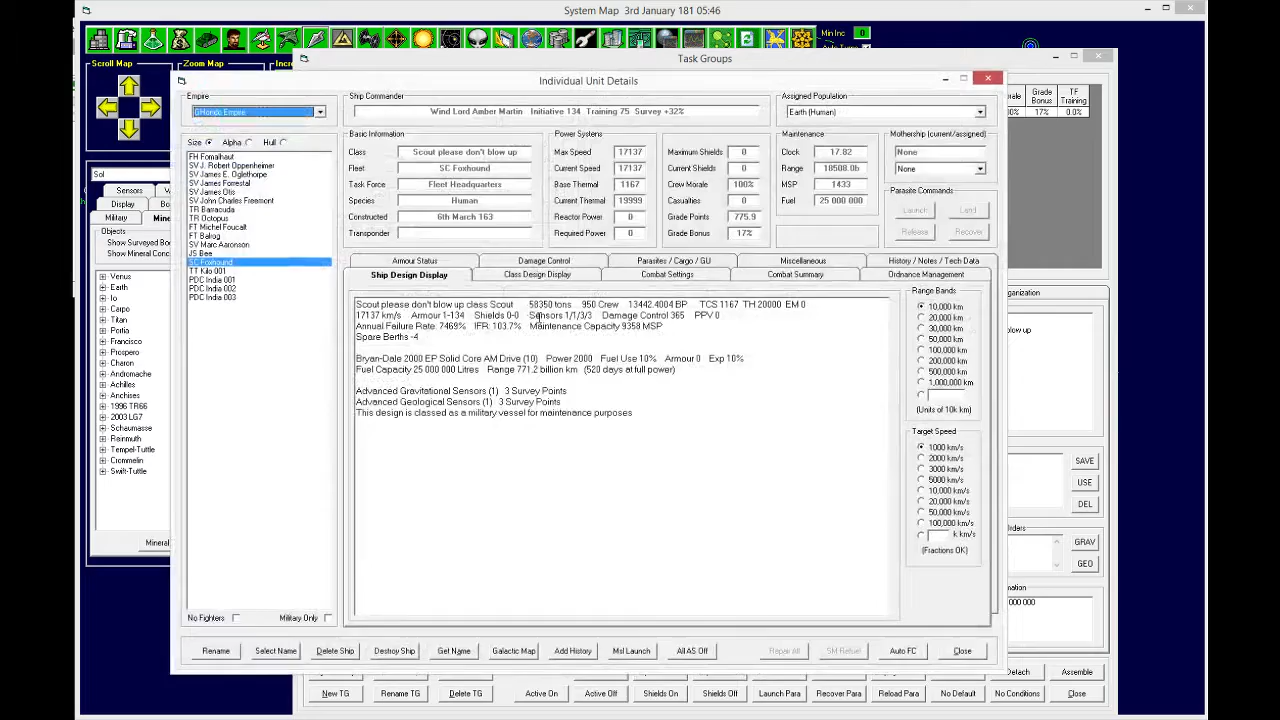 System Map   3rd January 181 05:46
Min Inc 0
Scroll Map
Zoom Map
Task Groups
Individual Unit Details
Empire
GHondo Empire
Ship Commander
Wind Lord Amber Martin   Initiative 134   Training 75   Survey +32%
Assigned Population
Earth (Human)
Grade Bonus
TF Training
17%
0.0%
Size
Alpha
Hull
Basic Information
Class Scout please don't blow up
Fleet SC Foxhound
Task Force Fleet Headquarters
Species Human
Constructed 6th March 163
Transponder
Power Systems
Max Speed 17137
Current Speed 17137
Base Thermal 1167
Current Thermal 19999
Reactor Power 0
Required Power 0
Maximum Shields 0
Current Shields 0
Crew Morale 100%
Casualties 0
Grade Points 775.9
Grade Bonus 17%
Maintenance
Clock 17.82
Range 10508.0b
MSP 1433
Fuel 25 000 000
Mothership (current/assigned)
None
None
Parasite Commands
Launch
Land
Release
Recover
FH Fomalhaut
SV J. Robert Oppenheimer
SV James E. Oglethorpe
SV James Forrestal
SV James Otis
SV John Charles Freemont
TR Barracuda
TR Octopus
FT Michel Foucault
FT Balrog
SV Marc Aaronson
JS Bee
SC Foxhound
TT Kilo 001
PDC India 001
PDC India 002
PDC India 003
Sol
Sensors
Display
Military
Objects
Show Surveyed Bod
Show Mineral Conc
Venus
Earth
Io
Carpo
Titan
Portia
Francisco
Prospero
Charon
Andromache
Achilles
Anchises
1996 TR66
2003 LG7
Schaumasse
Reinmuth
Tempel-Tuttle
Crommelin
Swift-Tuttle
Mineral
Armour Status
Damage Control
Parasites / Cargo / GU
Miscellaneous
History / Notes / Tech Data
Ship Design Display
Class Design Display
Combat Settings
Combat Summary
Ordnance Management
Scout please don't blow up class Scout   58350 tons   950 Crew   13442.4004 BP   TCS 1167   TH 20000   EM 0
17137 km/s   Armour 1-134   Shields 0-0   Sensors 1/1/3/3   Damage Control 365   PPV 0
Annual Failure Rate: 7469%   IFR: 103.7%   Maintenance Capacity 9358 MSP
Spare Berths -4
Bryan-Dale 2000 EP Solid Core AM Drive (10)   Power 2000   Fuel Use 10%   Armour 0   Exp 10%
Fuel Capacity 25 000 000 Litres   Range 771.2 billion km   (520 days at full power)
Advanced Gravitational Sensors (1)   3 Survey Points
Advanced Geological Sensors (1)   3 Survey Points
This design is classed as a military vessel for maintenance purposes
Range Bands
10,000 km
20,000 km
30,000 km
50,000 km
100,000 km
200,000 km
500,000 km
1,000,000 km
(Units of 10k km)
Target Speed
1000 km/s
2000 km/s
3000 km/s
5000 km/s
10,000 km/s
20,000 km/s
50,000 km/s
100,000 km/s
k km/s
(Fractions OK)
SAVE
USE
DEL
GRAV
GEO
No Fighters
Military Only
Rename
Select Name
Delete Ship
Destroy Ship
Get Name
Galactic Map
Add History
Msl Launch
All AS Off
Repair All
SM Refuel
Auto FC
Close
New TG
Rename TG
Delete TG
Active On
Active Off
Shields On
Shields Off
Launch Para
Recover Para
Reload Para
No Default
No Conditions
Detach
Assemble
Close